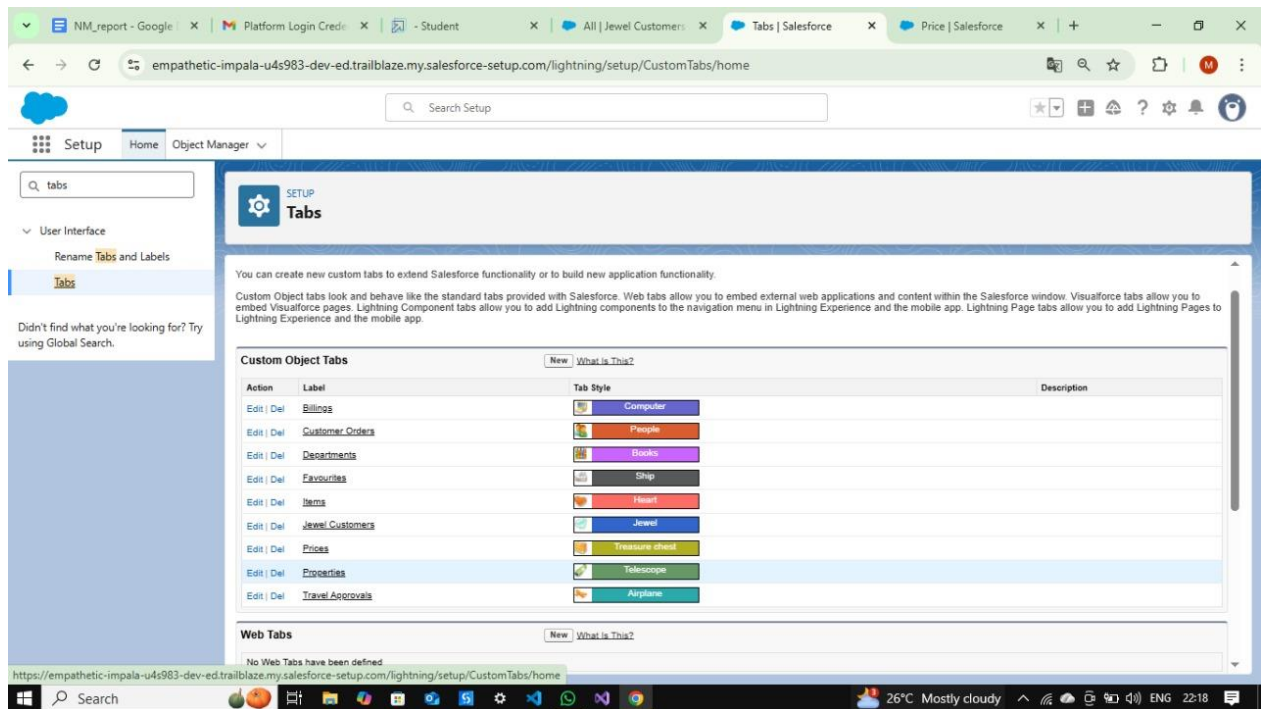 NM_report - Google
Platform Login Crede
- Student
All | Jewel Customers
Tabs | Salesforce
Price | Salesforce
empathetic-impala-u4s983-dev-ed.trailblaze.my.salesforce-setup.com/lightning/setup/CustomTabs/home
M
Search Setup
Setup
Home
Object Manager
tabs
User Interface
Rename Tabs and Labels
Tabs
Didn't find what you're looking for? Try
using Global Search.
SETUP
Tabs
You can create new custom tabs to extend Salesforce functionality or to build new application functionality.
Custom Object tabs look and behave like the standard tabs provided with Salesforce. Web tabs allow you to embed external web applications and content within the Salesforce window. Visualforce tabs allow you to
embed Visualforce pages. Lightning Component tabs allow you to add Lightning components to the navigation menu in Lightning Experience and the mobile app. Lightning Page tabs allow you to add Lightning Pages to
Lightning Experience and the mobile app.
Custom Object Tabs New What Is This?
Action Label Tab Style Description
Edit | Del Billings Computer
Edit | Del Customer Orders People
Edit | Del Departments Books
Edit | Del Favourites Ship
Edit | Del Items Heart
Edit | Del Jewel Customers Jewel
Edit | Del Prices Treasure chest
Edit | Del Properties Telescope
Edit | Del Travel Approvals Airplane
Web Tabs New What Is This?
No Web Tabs have been defined
https://empathetic-impala-u4s983-dev-ed.trailblaze.my.salesforce-setup.com/lightning/setup/CustomTabs/home
Search
26°C Mostly cloudy
ENG
22:18